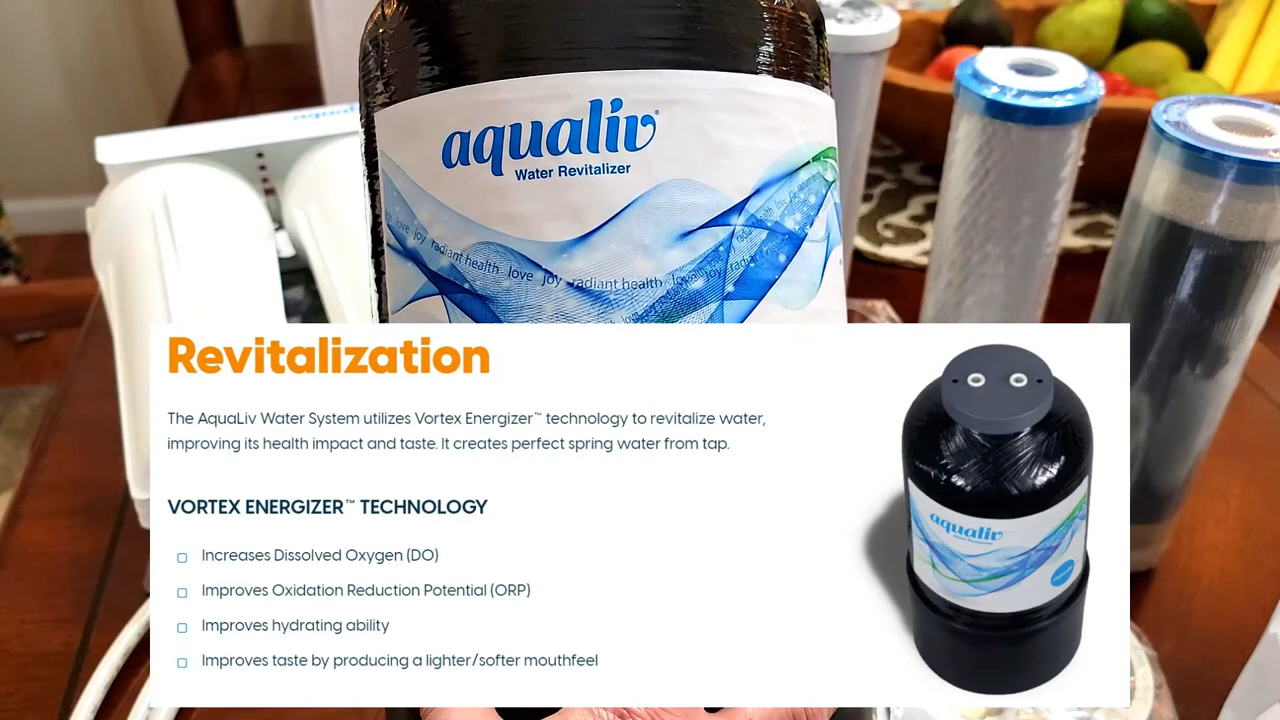 aqualiv
Water Revitalizer
love joy radiant health love joy radiant health love joy
Revitalization
The AquaLiv Water System utilizes Vortex Energizer™ technology to revitalize water,
improving its health impact and taste. It creates perfect spring water from tap.
VORTEX ENERGIZER™ TECHNOLOGY
Increases Dissolved Oxygen (DO)
Improves Oxidation Reduction Potential (ORP)
Improves hydrating ability
Improves taste by producing a lighter/softer mouthfeel
aqualiv